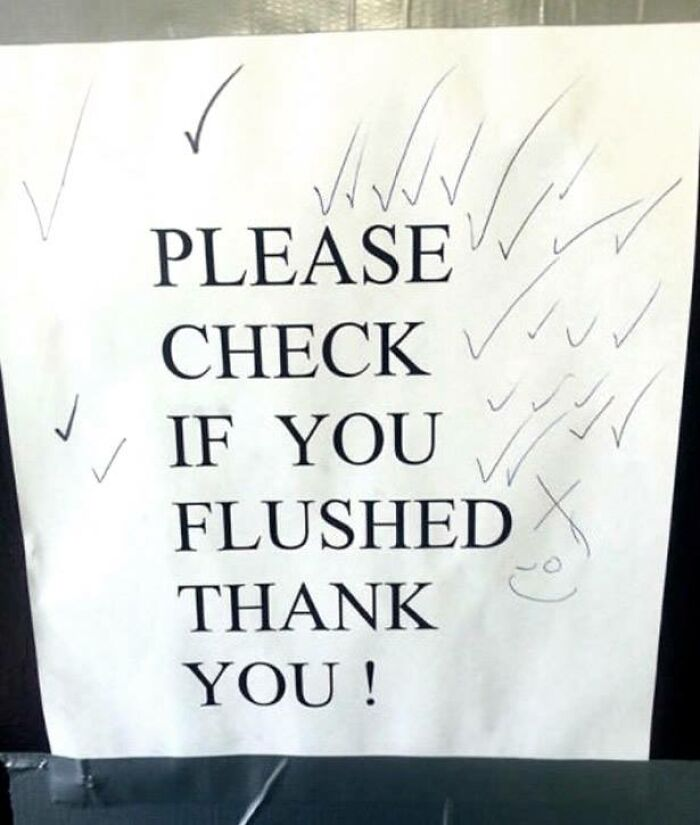 PLEASE
CHECK
IF YOU
FLUSHED
THANK
YOU !